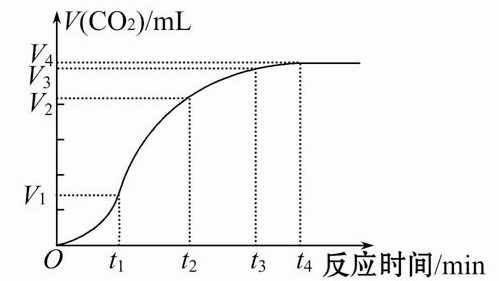 V(CO₂)/mL
V₄
V₃
V₂
V₁
O t₁ t₂ t₃ t₄ 反应时间/min